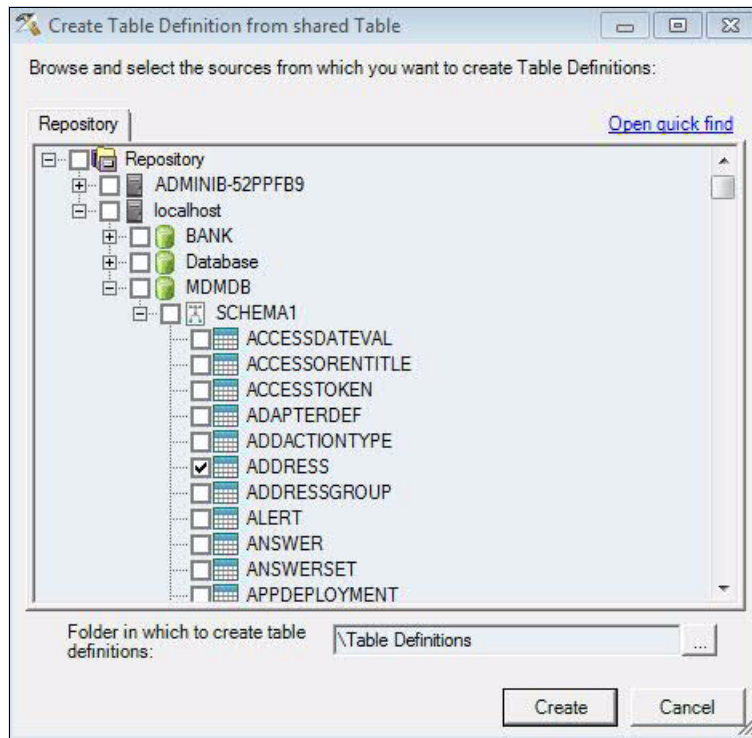 Create Table Definition from shared Table
Browse and select the sources from which you want to create Table Definitions:
Repository
Open quick find
Repository
ADMINIB-52PPFB9
localhost
BANK
Database
MDMDB
SCHEMA1
ACCESSDATEVAL
ACCESSORENTITLE
ACCESSTOKEN
ADAPTERDEF
ADDACTIONTYPE
ADDRESS
ADDRESSGROUP
ALERT
ANSWER
ANSWERSET
APPDEPLOYMENT
Folder in which to create table
definitions:
\Table Definitions
...
Create
Cancel